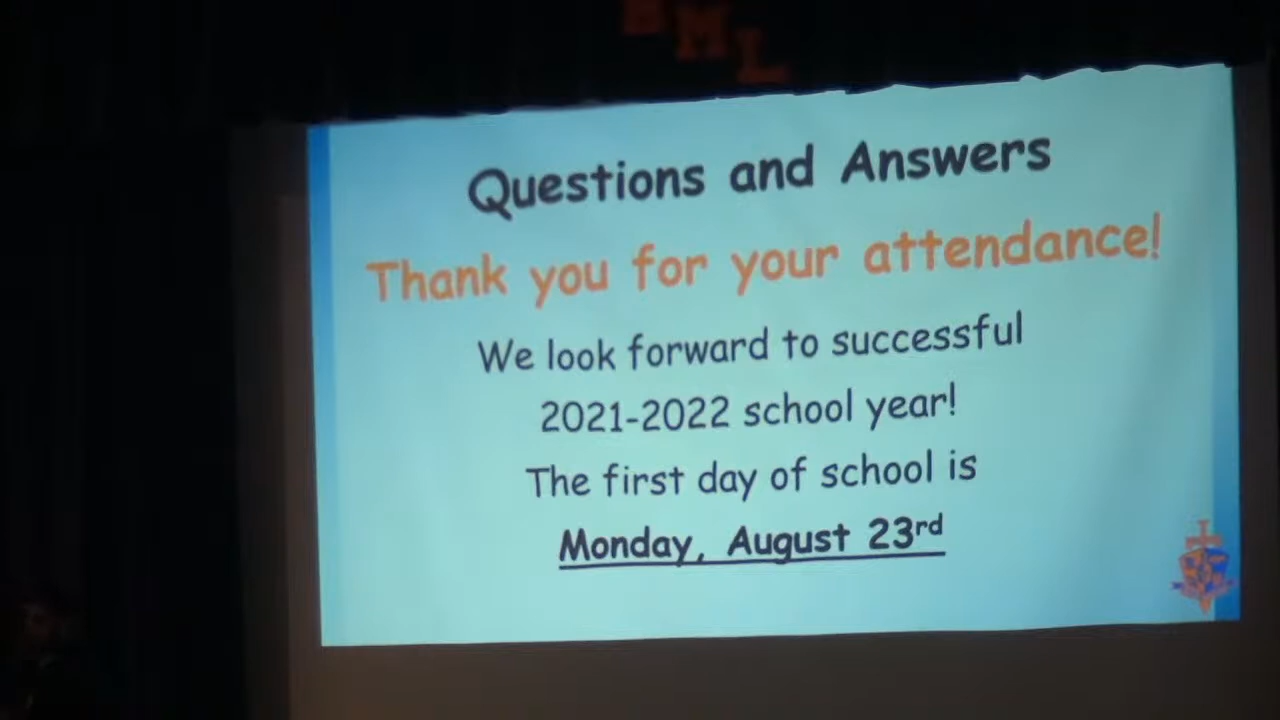 BML
Questions and Answers
Thank you for your attendance!
We look forward to successful
2021-2022 school year!
The first day of school is
Monday, August 23rd